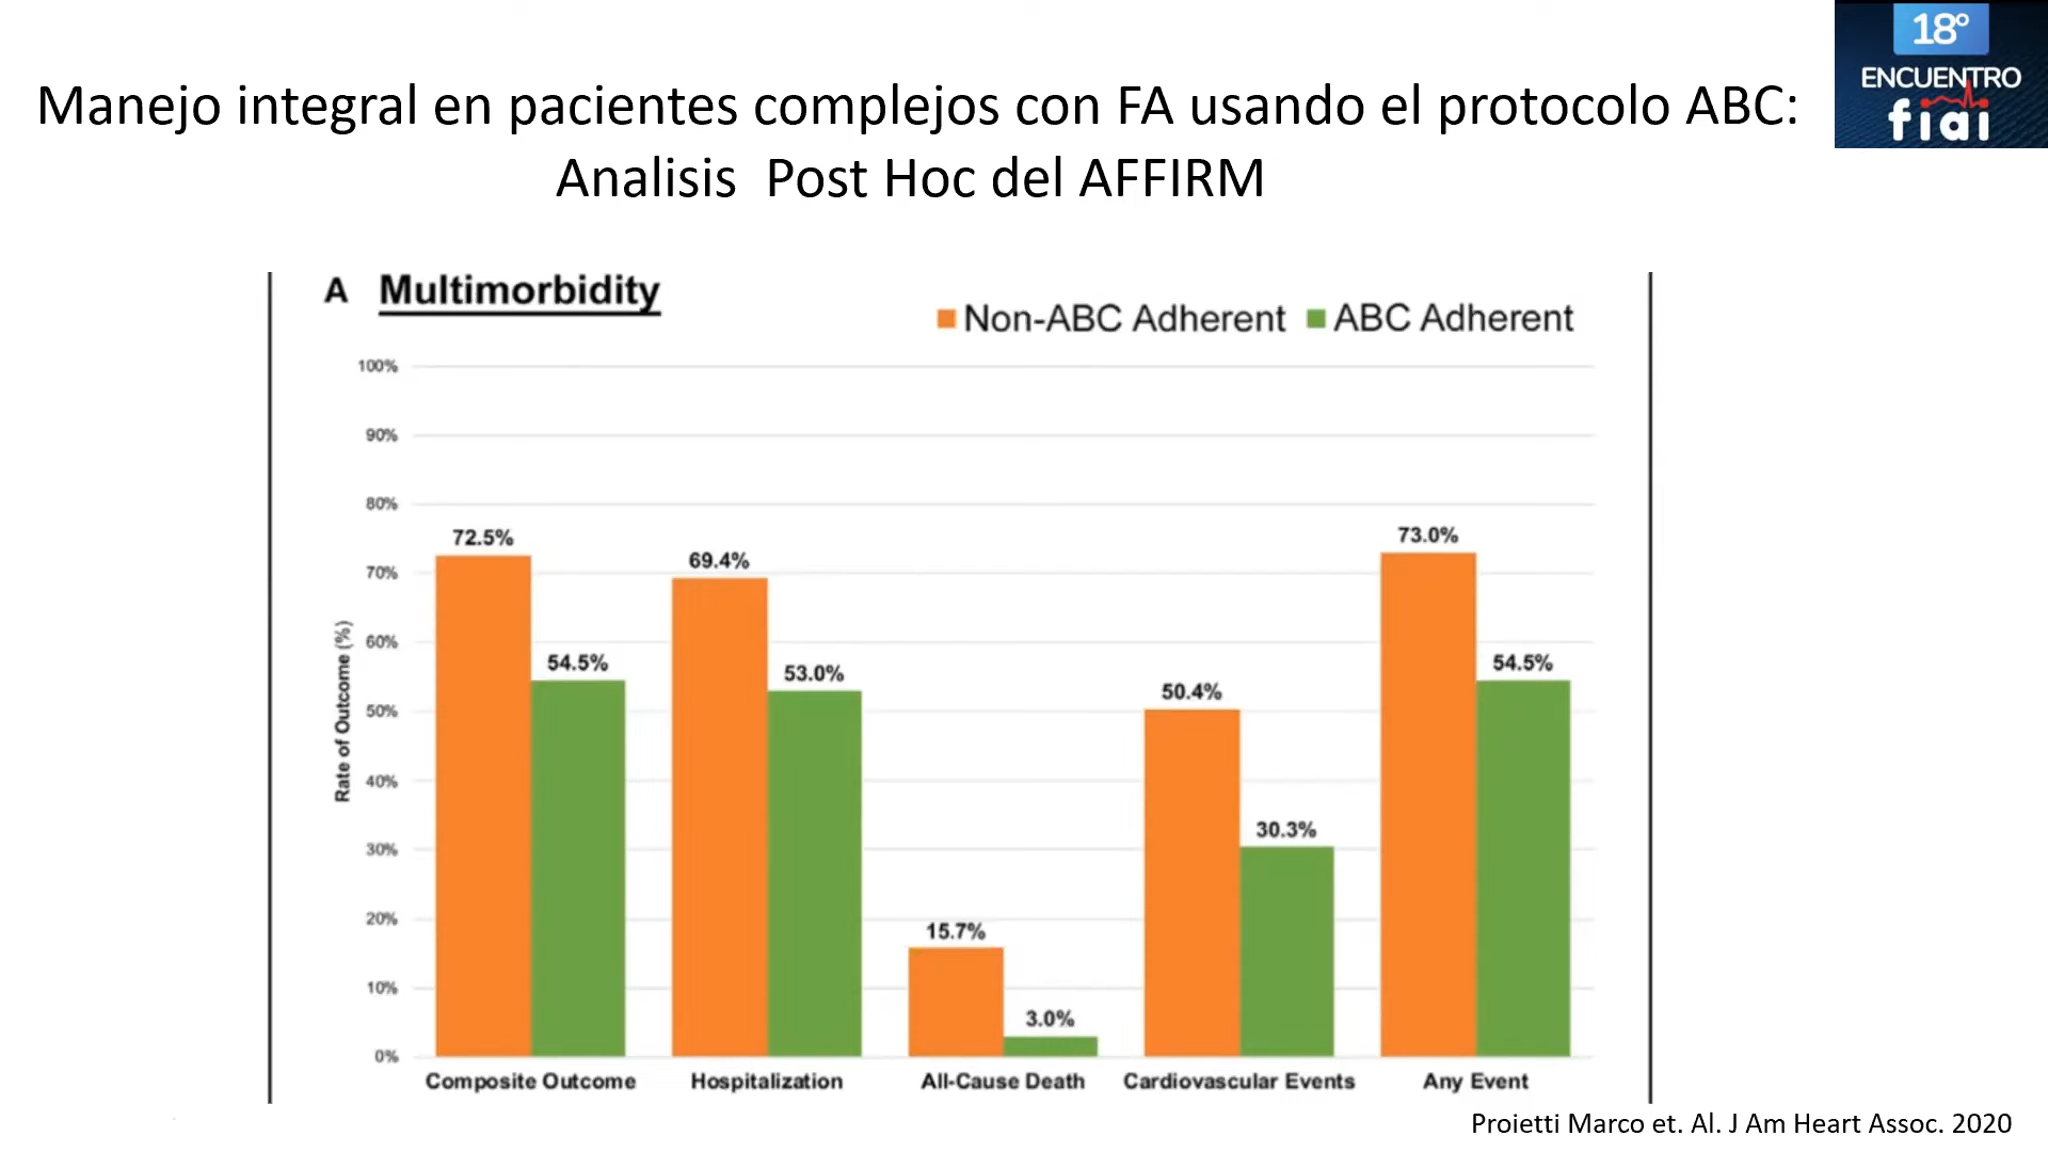 18º
ENCUENTRO
fiai
Manejo integral en pacientes complejos con FA usando el protocolo ABC:
Analisis Post Hoc del AFFIRM
A Multimorbidity
Non-ABC Adherent ABC Adherent
100%
90%
80%
70%
60%
50%
40%
30%
20%
10%
0%
Rate of Outcome (%)
72.5%
54.5%
69.4%
53.0%
15.7%
3.0%
50.4%
30.3%
73.0%
54.5%
Composite Outcome Hospitalization All-Cause Death Cardiovascular Events Any Event
Proietti Marco et. Al. J Am Heart Assoc. 2020